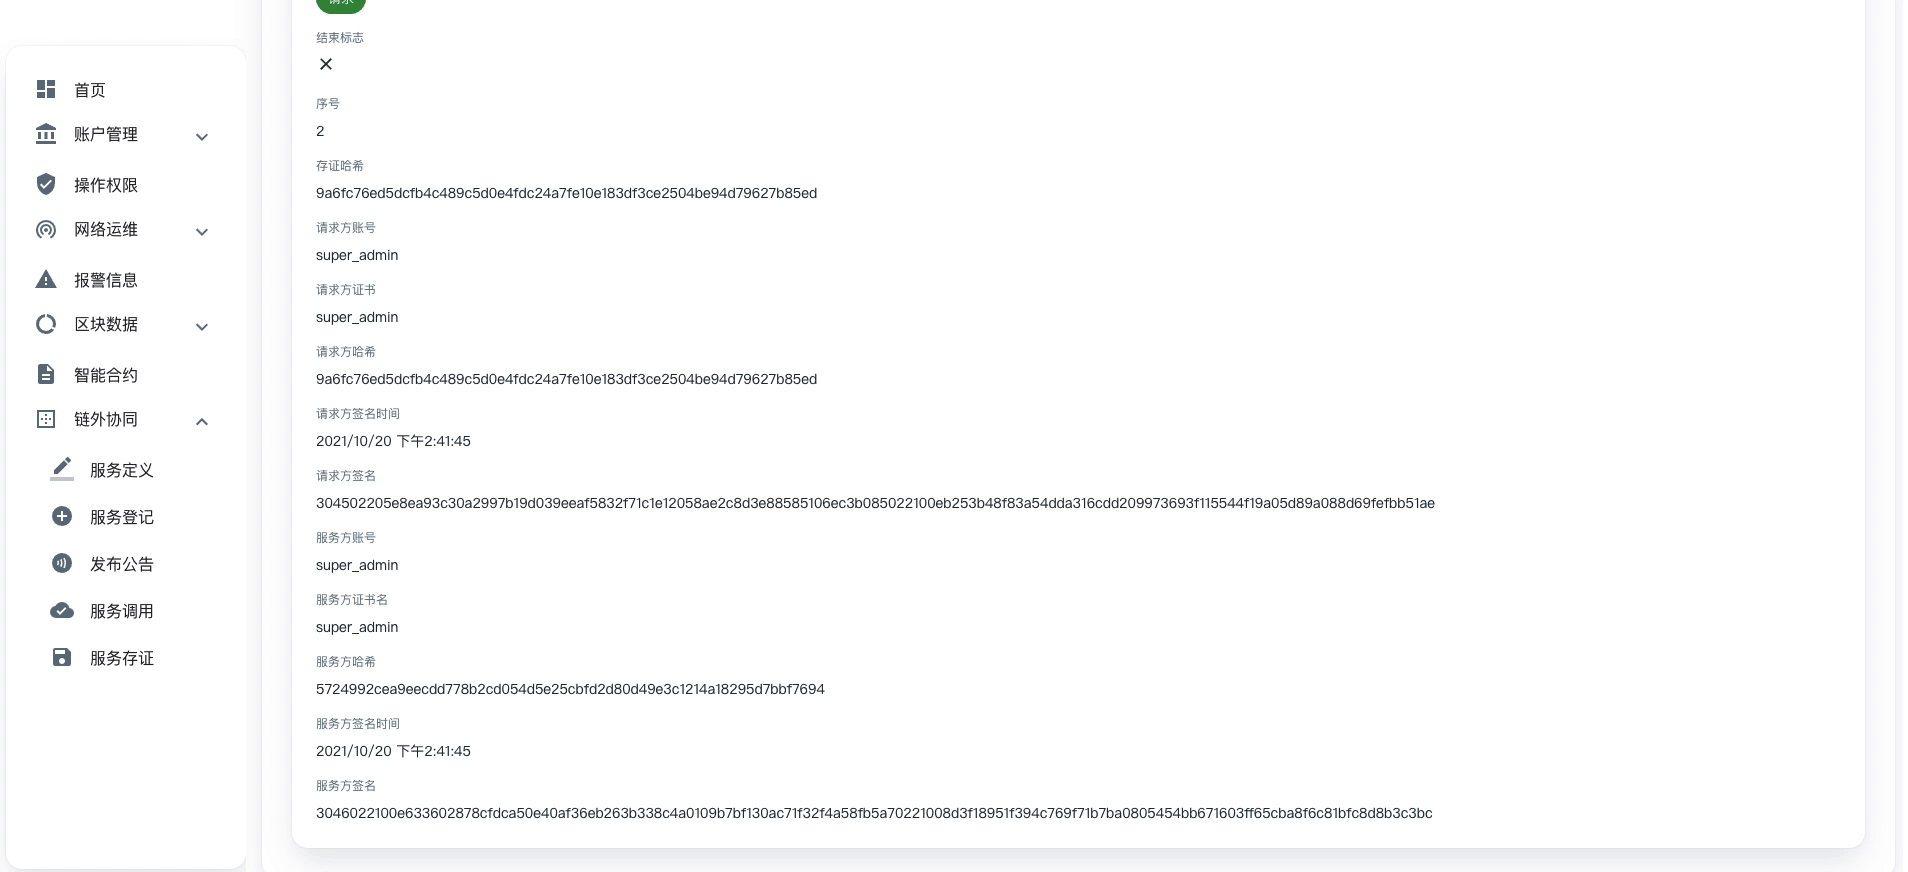 首页
账户管理
操作权限
网络运维
报警信息
区块数据
智能合约
链外协同
服务定义
服务登记
发布公告
服务调用
服务存证
请求
结束标志
序号
2
存证哈希
9a6fc76ed5dcfb4c489c5d0e4fdc24a7fe10e183df3ce2504be94d79627b85ed
请求方账号
super_admin
请求方证书
super_admin
请求方哈希
9a6fc76ed5dcfb4c489c5d0e4fdc24a7fe10e183df3ce2504be94d79627b85ed
请求方签名时间
2021/10/20 下午2:41:45
请求方签名
304502205e8ea93c30a2997b19d039eeaf5832f71c1e12058ae2c8d3e88585106ec3b085022100eb253b48f83a54dda316cdd209973693f115544f19a05d89a088d69fefbb51ae
服务方账号
super_admin
服务方证书名
super_admin
服务方哈希
5724992cea9eecdd778b2cd054d5e25cbfd2d80d49e3c1214a18295d7bbf7694
服务方签名时间
2021/10/20 下午2:41:45
服务方签名
3046022100e633602878cfdca50e40af36eb263b338c4a0109b7bf130ac71f32f4a58fb5a70221008d3f18951f394c769f71b7ba0805454bb671603ff65cba8f6c81bfc8d8b3c3bc